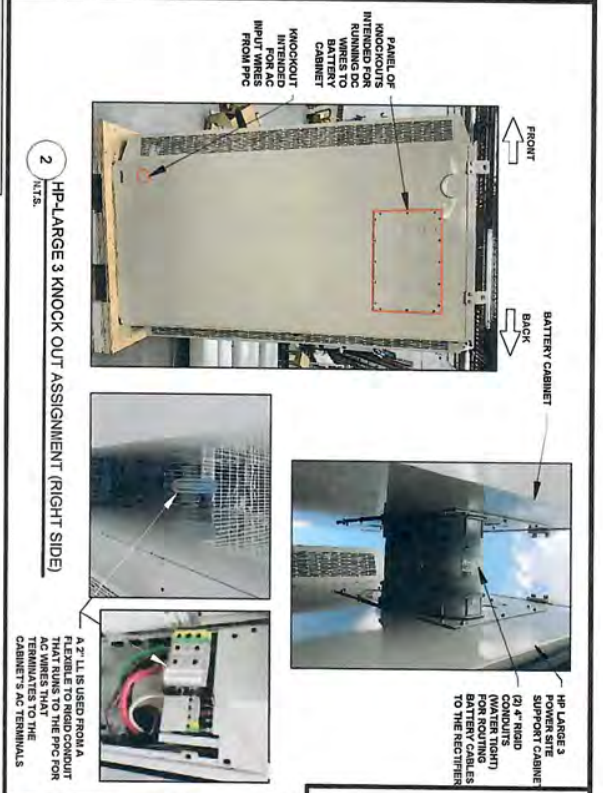 FRONT
BACK
PANEL OF
KNOCKOUTS
INTENDED FOR
RUNNING DC
WIRES TO
BATTERY
CABINET
KNOCKOUT
INTENDED
FOR AC
INPUT WIRES
FROM PPC
BATTERY CABINET
HP LARGE 3
POWER SITE
SUPPORT CABINET
(2) 4" RIGID
CONDUITS
(WATER TIGHT)
FOR ROUTING
BATTERY CABLES
TO THE RECTIFIER
A 2" LL IS USED FROM A
FLEXIBLE TO RIGID CONDUIT
THAT RUNS TO THE PPC FOR
AC WIRES THAT
TERMINATES TO THE
CABINET'S AC TERMINALS
2
HP-LARGE 3 KNOCK OUT ASSIGNMENT (RIGHT SIDE)
N.T.S.